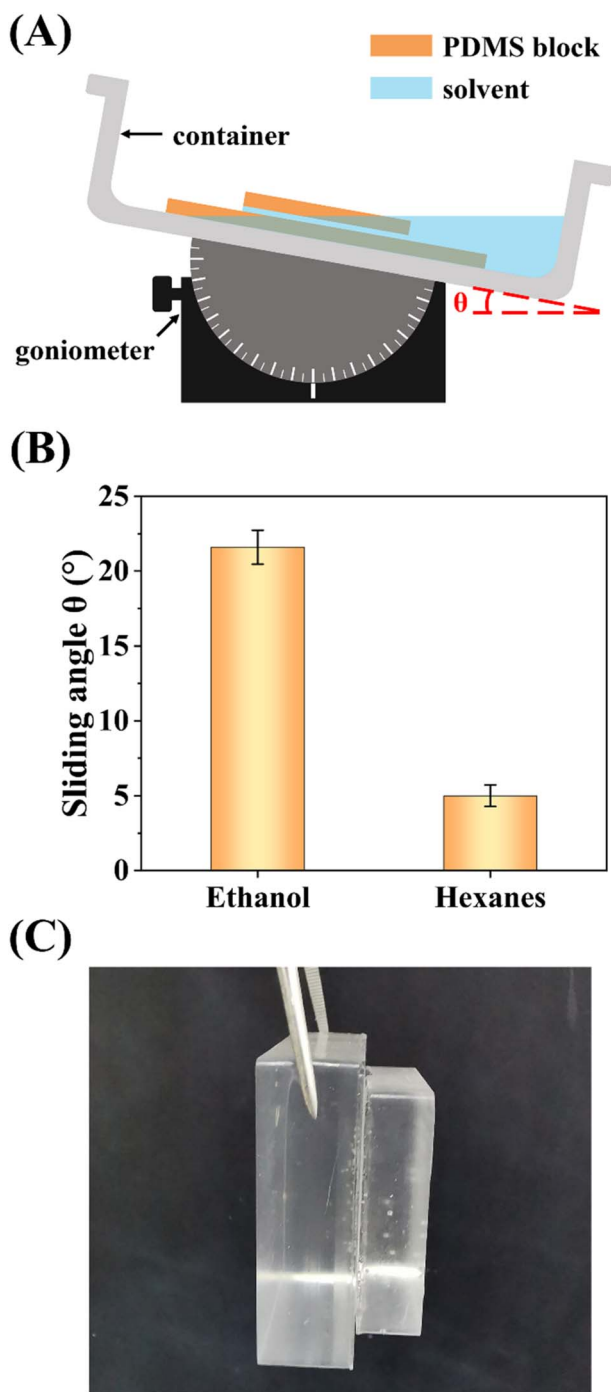 (A)
PDMS block
solvent
container
θ
goniometer
(B)
25
20
15
10
5
0
Sliding angle θ (°)
Ethanol Hexanes
(C)